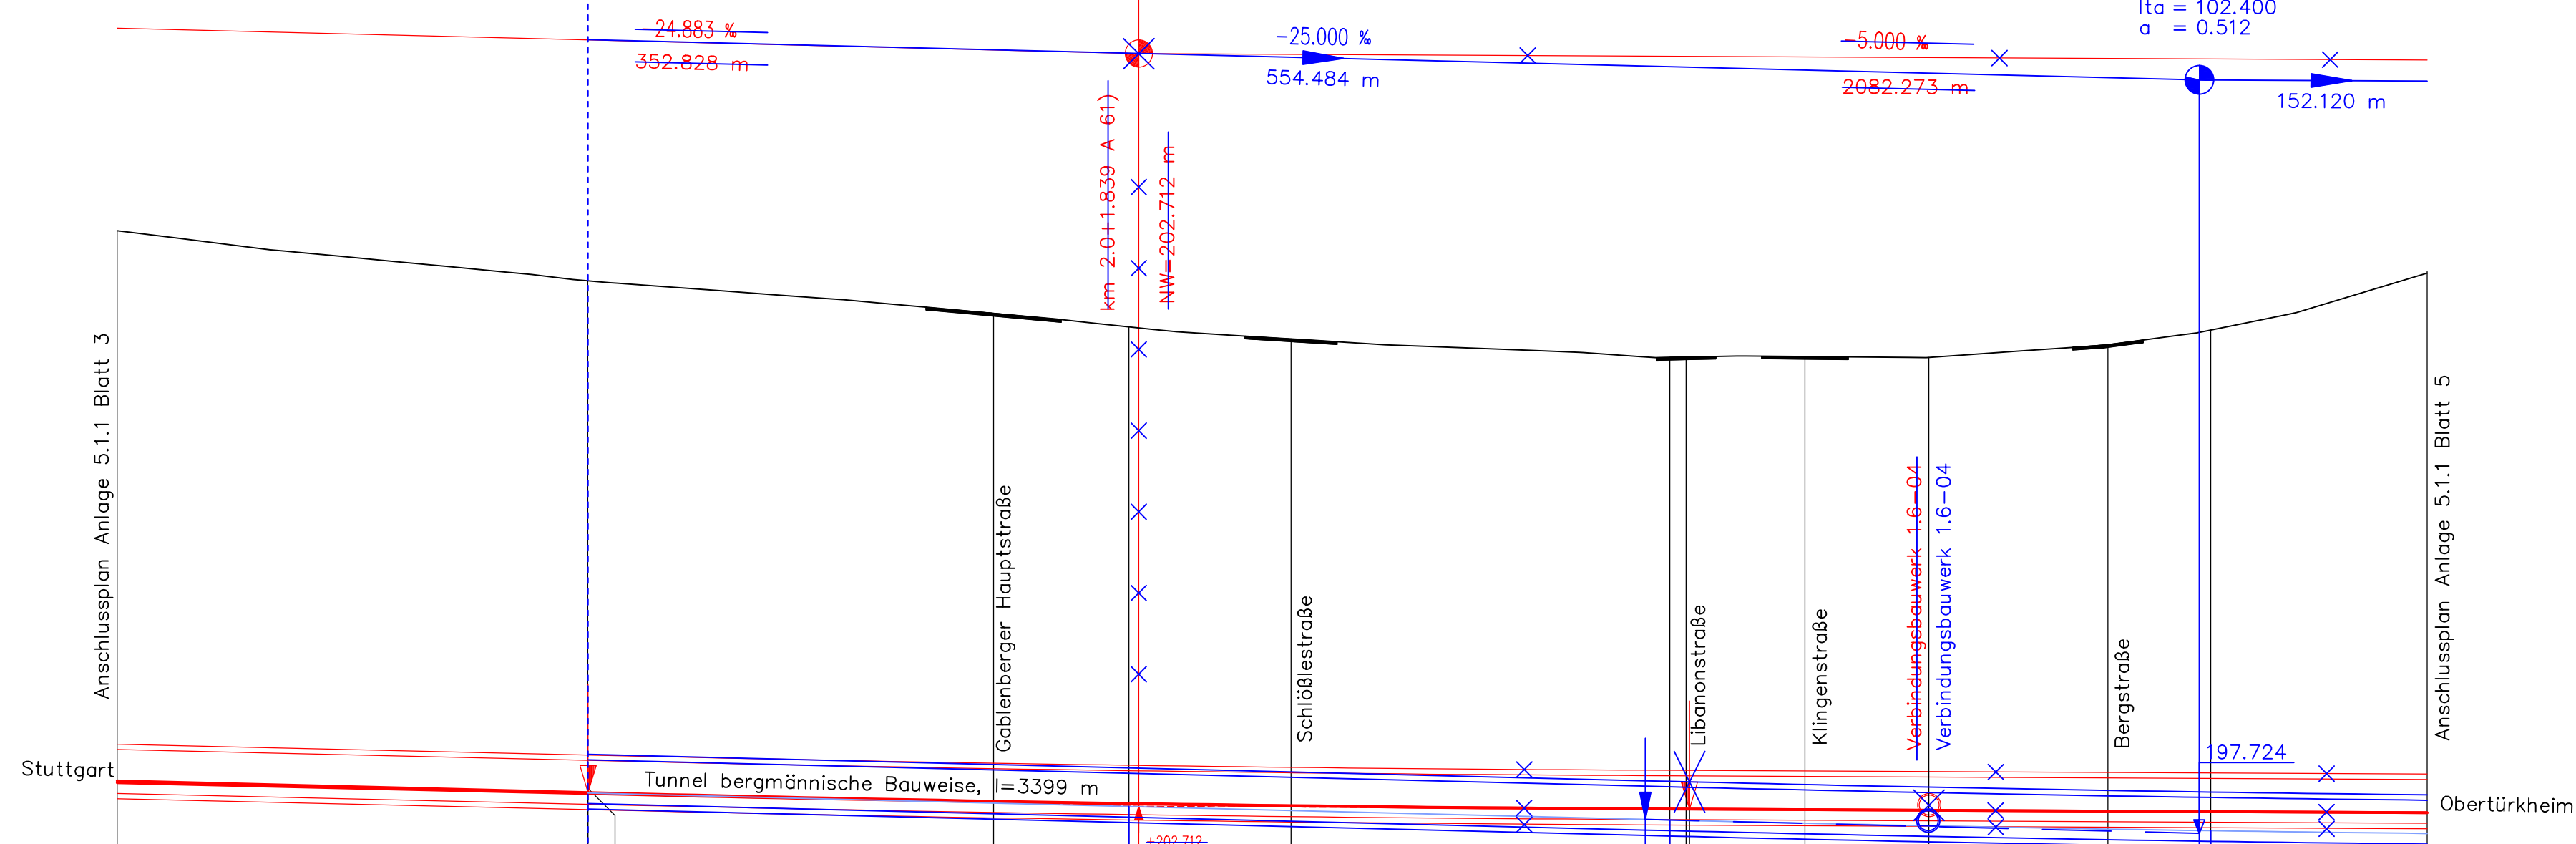 lta = 102.400
a = 0.512
-24.883 ‰
352.828 m
-25.000 ‰
554.484 m
-5.000 ‰
2082.273 m
152.120 m
km 2.0+1.839 A 61)
NW=202.712 m
Anschlussplan Anlage 5.1.1 Blatt 3
Gablenberger Hauptstraße
Schlößlestraße
Libanonstraße
Klingenstraße
Verbindungsbauwerk 1.6-04
Verbindungsbauwerk 1.6-04
Bergstraße
Anschlussplan Anlage 5.1.1 Blatt 5
197.724
Stuttgart
Tunnel bergmännische Bauweise, l=3399 m
Obertürkheim
+202.712